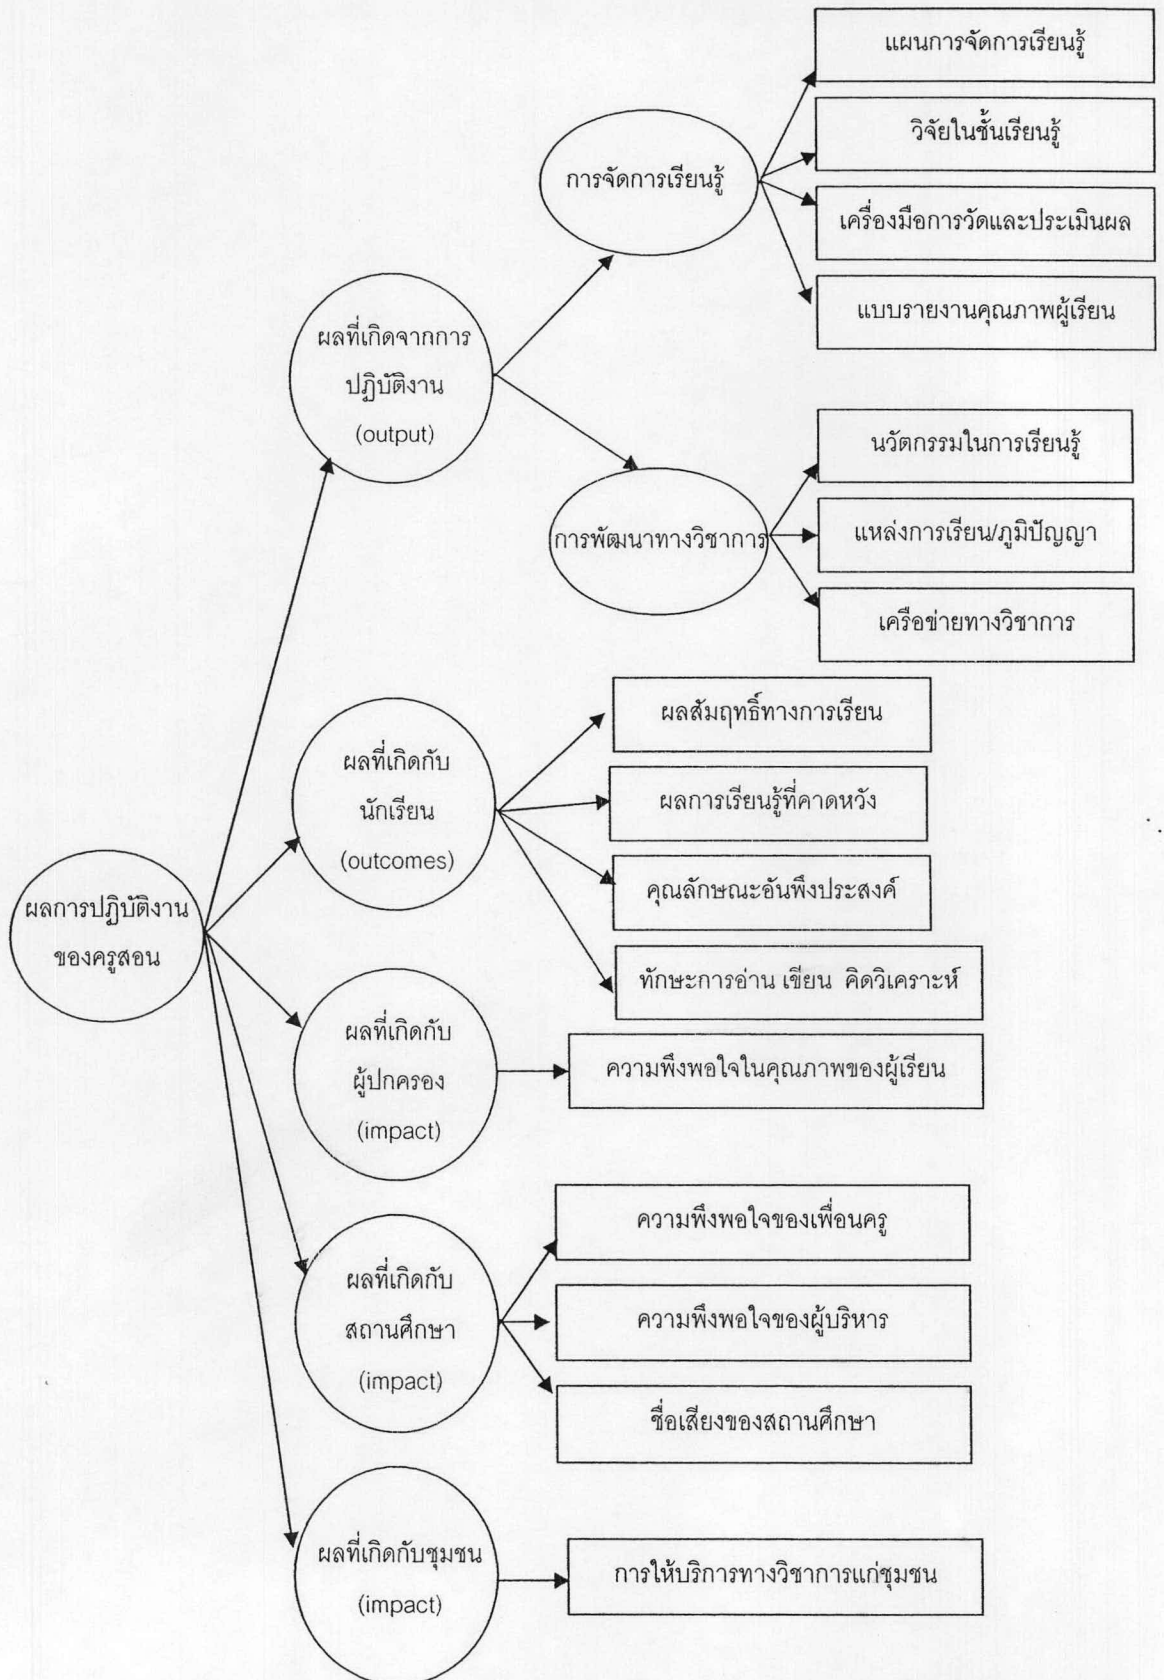 แผนการจัดการเรียนรู้
วิจัยในชั้นเรียนรู้
การจัดการเรียนรู้
เครื่องมือการวัดและประเมินผล
แบบรายงานคุณภาพผู้เรียน
ผลที่เกิดจากการ
ปฏิบัติงาน
(output)
นวัตกรรมในการเรียนรู้
แหล่งการเรียน/ภูมิปัญญา
การพัฒนาทางวิชาการ
เครือข่ายทางวิชาการ
ผลสัมฤทธิ์ทางการเรียน
ผลที่เกิดกับ
นักเรียน
(outcomes)
ผลการเรียนรู้ที่คาดหวัง
คุณลักษณะอันพึงประสงค์
ทักษะการอ่าน เขียน คิดวิเคราะห์
ผลการปฏิบัติงาน
ของครูสอน
ผลที่เกิดกับ
ผู้ปกครอง
(impact)
ความพึงพอใจในคุณภาพของผู้เรียน
ความพึงพอใจของเพื่อนครู
ผลที่เกิดกับ
สถานศึกษา
(impact)
ความพึงพอใจของผู้บริหาร
ชื่อเสียงของสถานศึกษา
ผลที่เกิดกับชุมชน
(impact)
การให้บริการทางวิชาการแก่ชุมชน